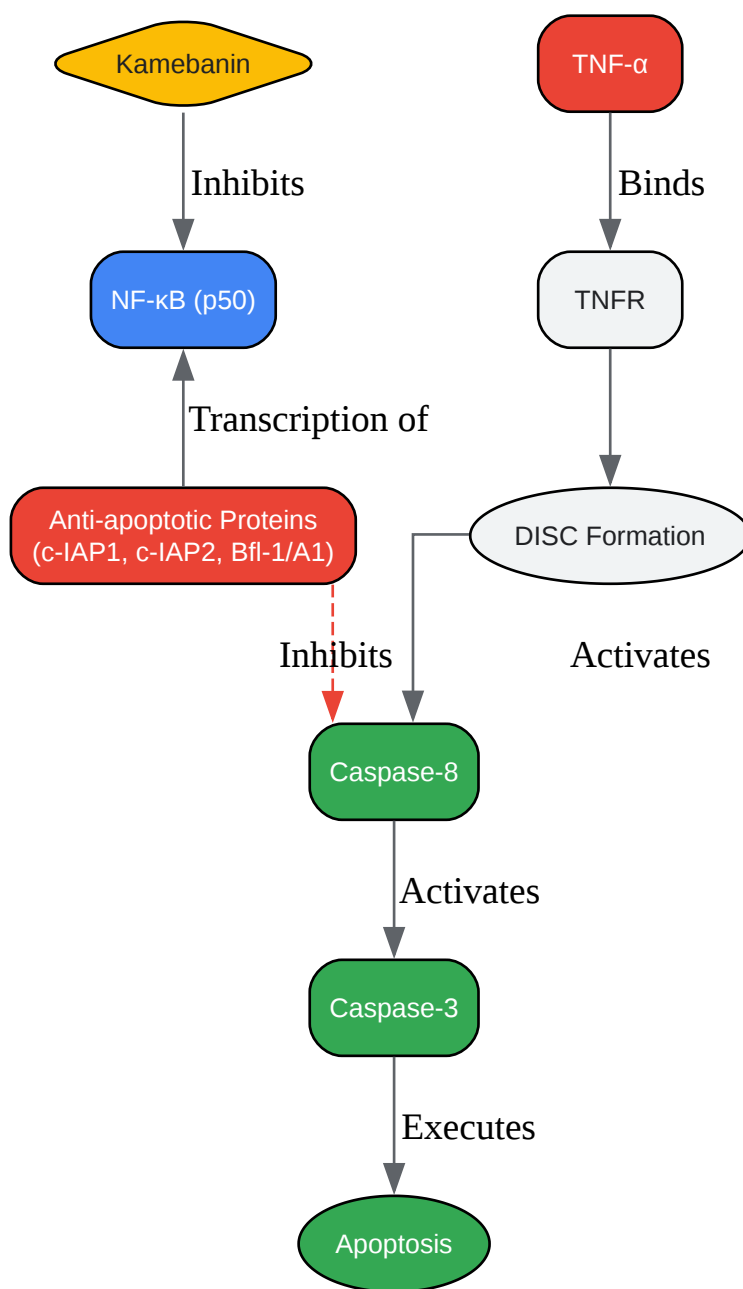 Kamebanin
TNF-α
Inhibits
Binds
NF-κB (p50)
TNFR
Transcription of
Anti-apoptotic Proteins
(c-IAP1, c-IAP2, Bfl-1/A1)
DISC Formation
Inhibits
Activates
Caspase-8
Activates
Caspase-3
Executes
Apoptosis